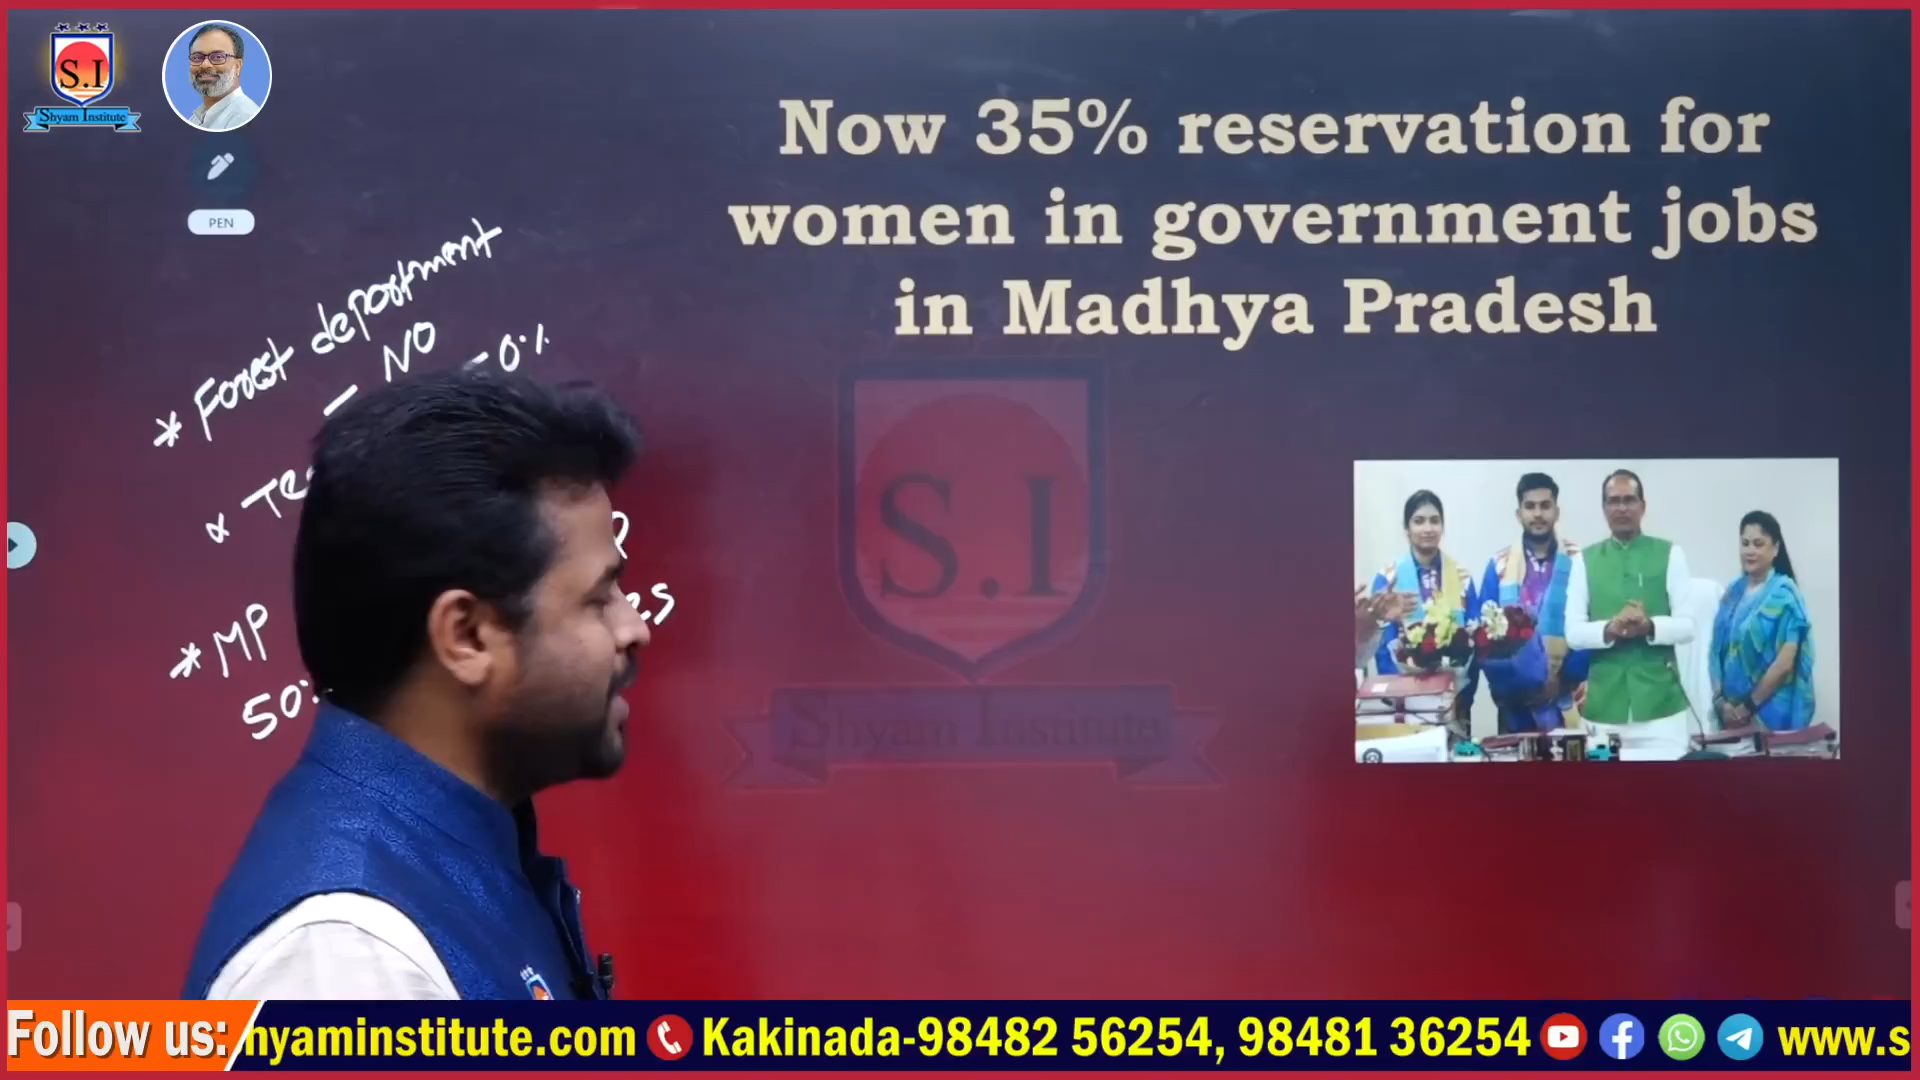 S.I
Shyam Institute
PEN
Now 35% reservation for
women in government jobs
in Madhya Pradesh
* Forest department
- NO
- 0%
* MP
50%
S.I
Shyam Institute
Follow us:
hyaminstitute.com Kakinada-98482 56254, 98481 36254 www.s